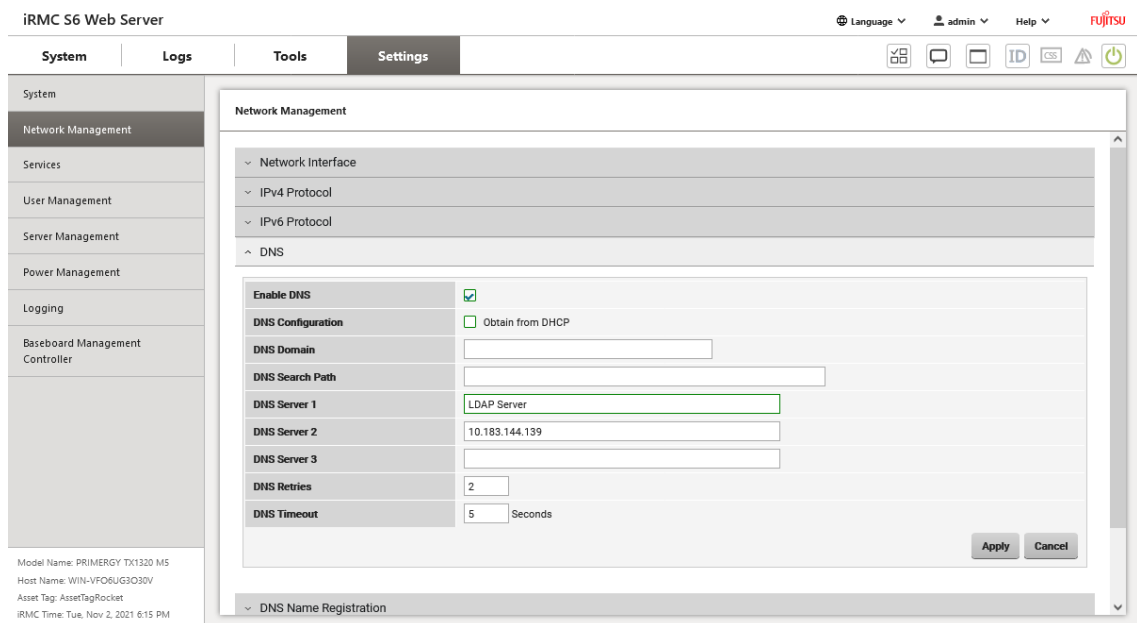 iRMC S6 Web Server
Language
admin
Help
FUJITSU
System
Logs
Tools
Settings
ID
CSS
System
Network Management
Services
User Management
Server Management
Power Management
Logging
Baseboard Management
Controller
Model Name: PRIMERGY TX1320 M5
Host Name: WIN-VFO6UG3O30V
Asset Tag: AssetTagRocket
iRMC Time: Tue, Nov 2, 2021 6:15 PM
Network Management
Network Interface
IPv4 Protocol
IPv6 Protocol
DNS
Enable DNS
DNS Configuration Obtain from DHCP
DNS Domain
DNS Search Path
DNS Server 1 LDAP Server
DNS Server 2 10.183.144.139
DNS Server 3
DNS Retries 2
DNS Timeout 5 Seconds
Apply Cancel
DNS Name Registration